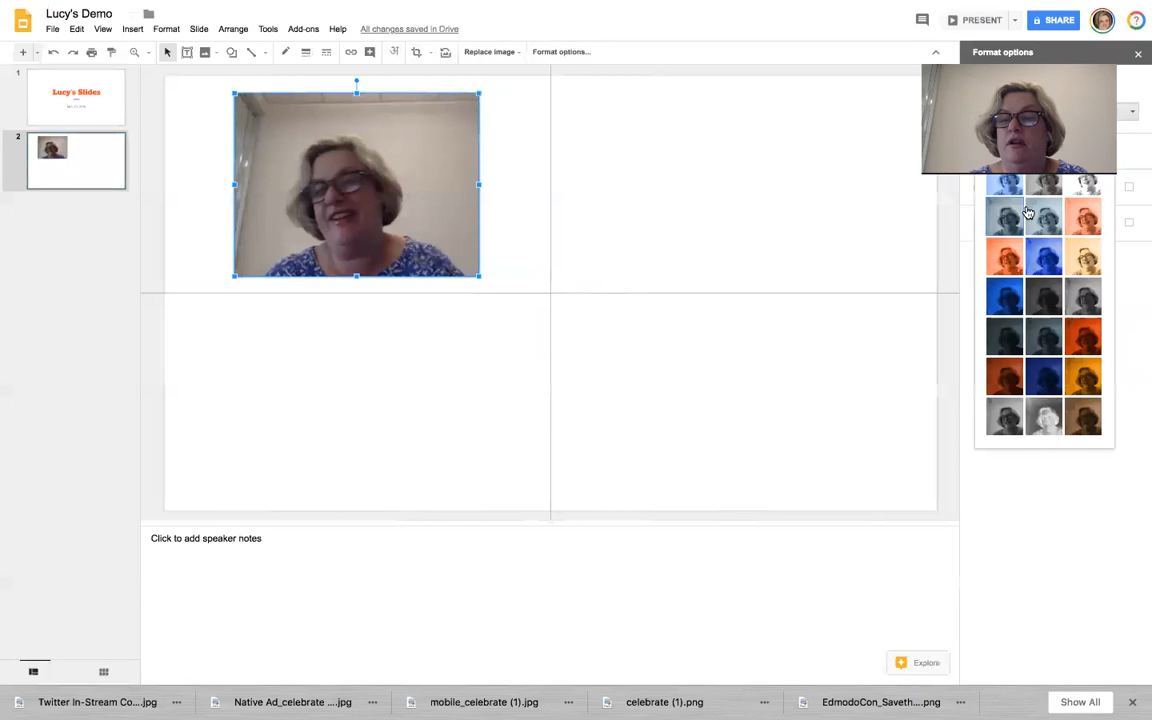 Lucy's Demo
File Edit View Insert Format Slide Arrange Tools Add-ons Help All changes saved in Drive
PRESENT SHARE
Replace image Format options... Format options
1
Lucy's Slides
2
Click to add speaker notes
Explore
Twitter In-Stream Co....jpg Native Ad_celebrate ....jpg mobile_celebrate (1).jpg celebrate (1).png EdmodoCon_Saveth....png Show All